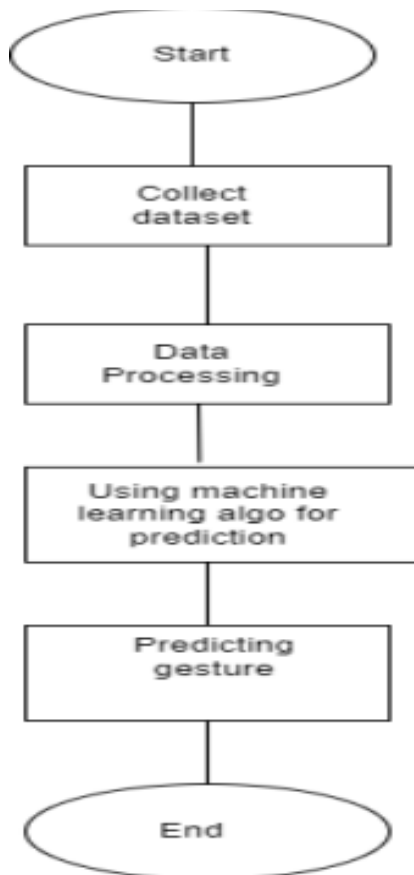 Start
Collect
dataset
Data
Processing
Using machine
learning algo for
prediction
Predicting
gesture
End